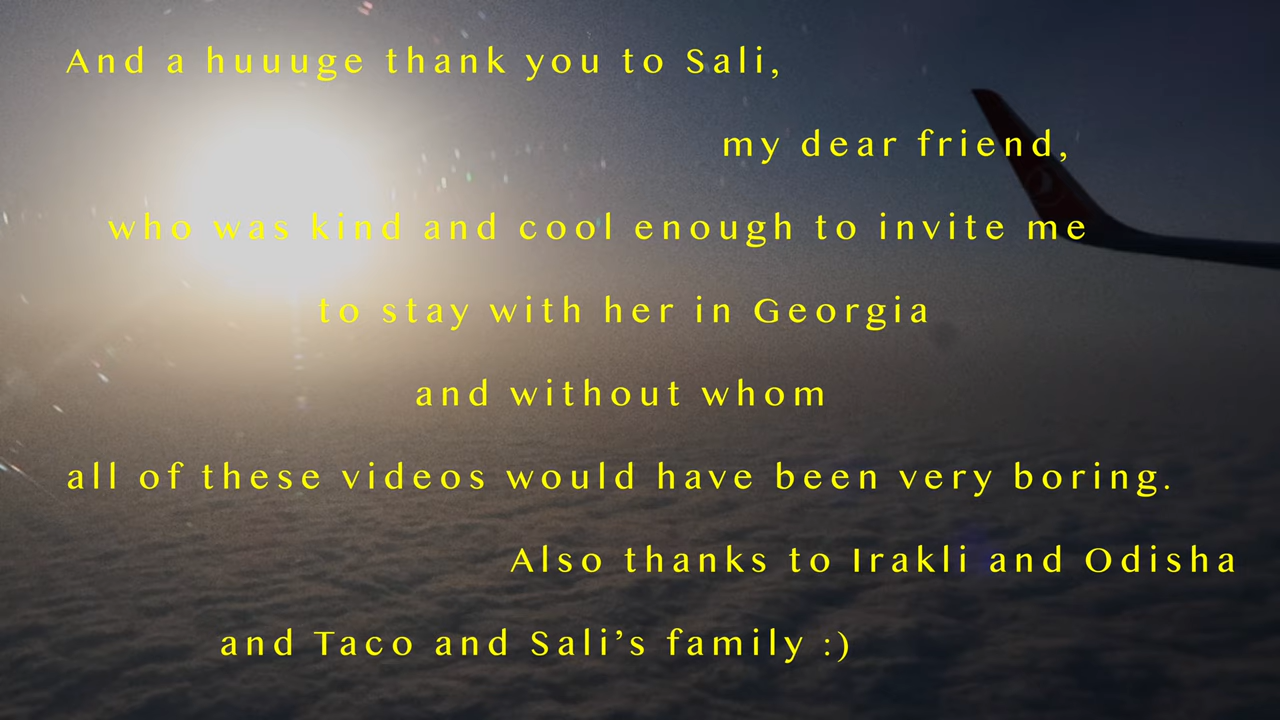 And a huuuge thank you to Sali,
my dear friend,
who was kind and cool enough to invite me
to stay with her in Georgia
and without whom
all of these videos would have been very boring.
Also thanks to Irakli and Odisha
and Taco and Sali’s family :)